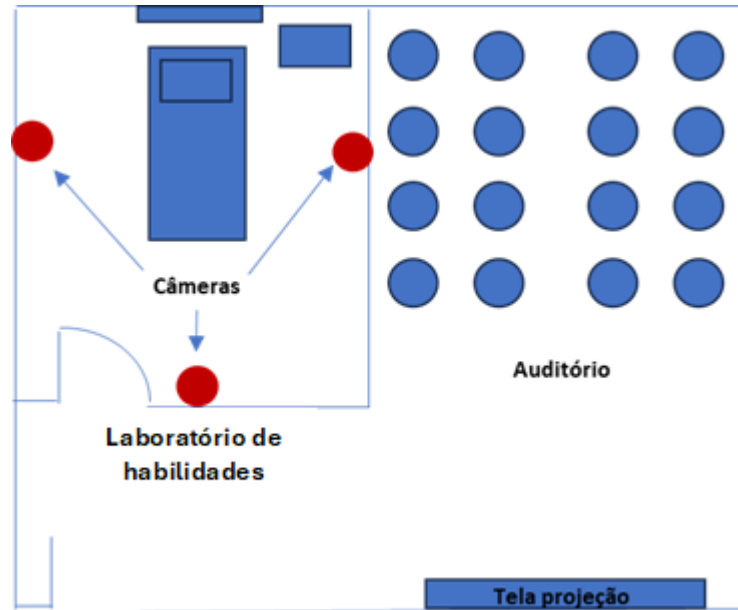 Câmeras
Auditório
Laboratório de
habilidades
Tela projeção